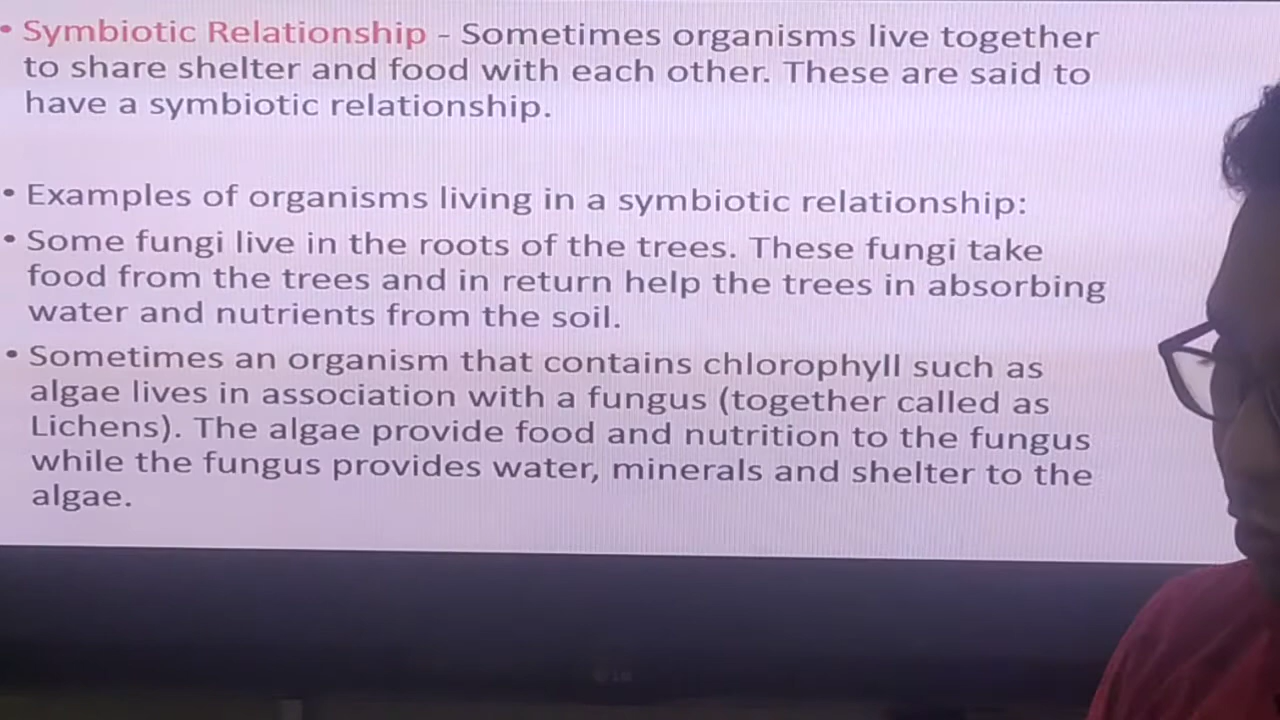 • Symbiotic Relationship - Sometimes organisms live together
to share shelter and food with each other. These are said to
have a symbiotic relationship.
• Examples of organisms living in a symbiotic relationship:
• Some fungi live in the roots of the trees. These fungi take
food from the trees and in return help the trees in absorbing
water and nutrients from the soil.
• Sometimes an organism that contains chlorophyll such as
algae lives in association with a fungus (together called as
Lichens). The algae provide food and nutrition to the fungus
while the fungus provides water, minerals and shelter to the
algae.